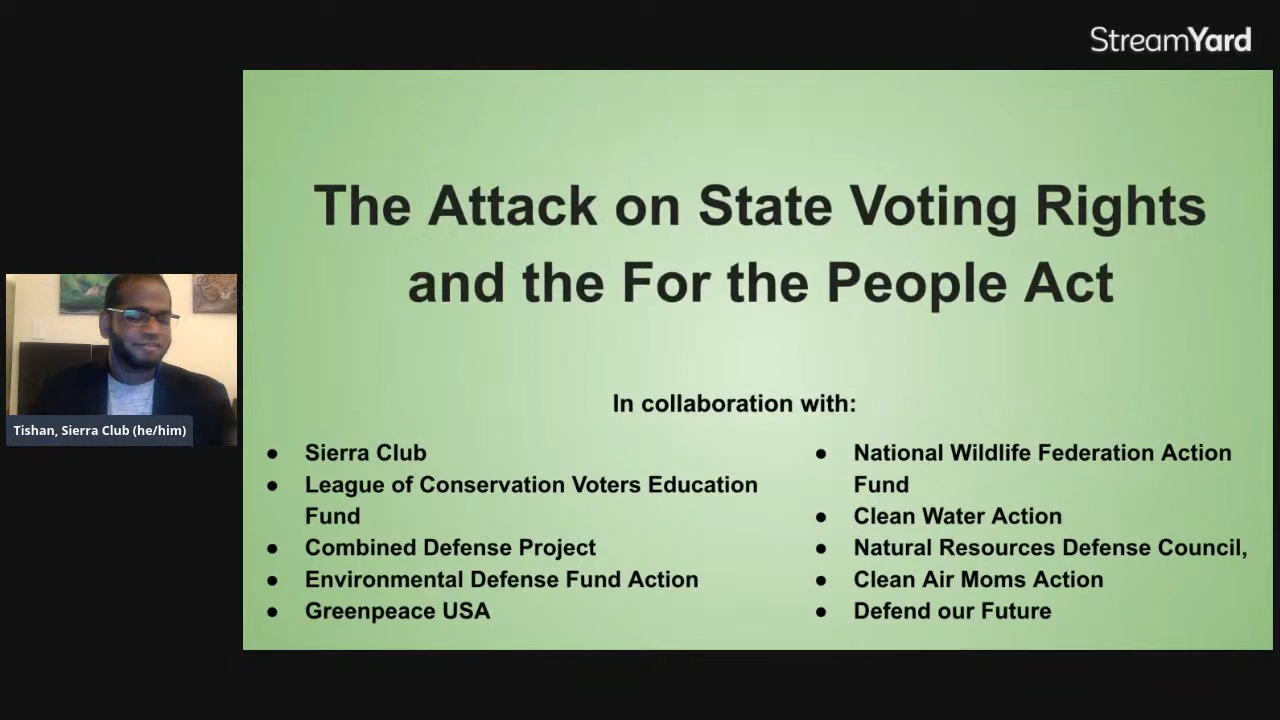 StreamYard
The Attack on State Voting Rights
and the For the People Act
In collaboration with:
● Sierra Club
● League of Conservation Voters Education
Fund
● Combined Defense Project
● Environmental Defense Fund Action
● Greenpeace USA
● National Wildlife Federation Action
Fund
● Clean Water Action
● Natural Resources Defense Council,
● Clean Air Moms Action
● Defend our Future
Tishan, Sierra Club (he/him)